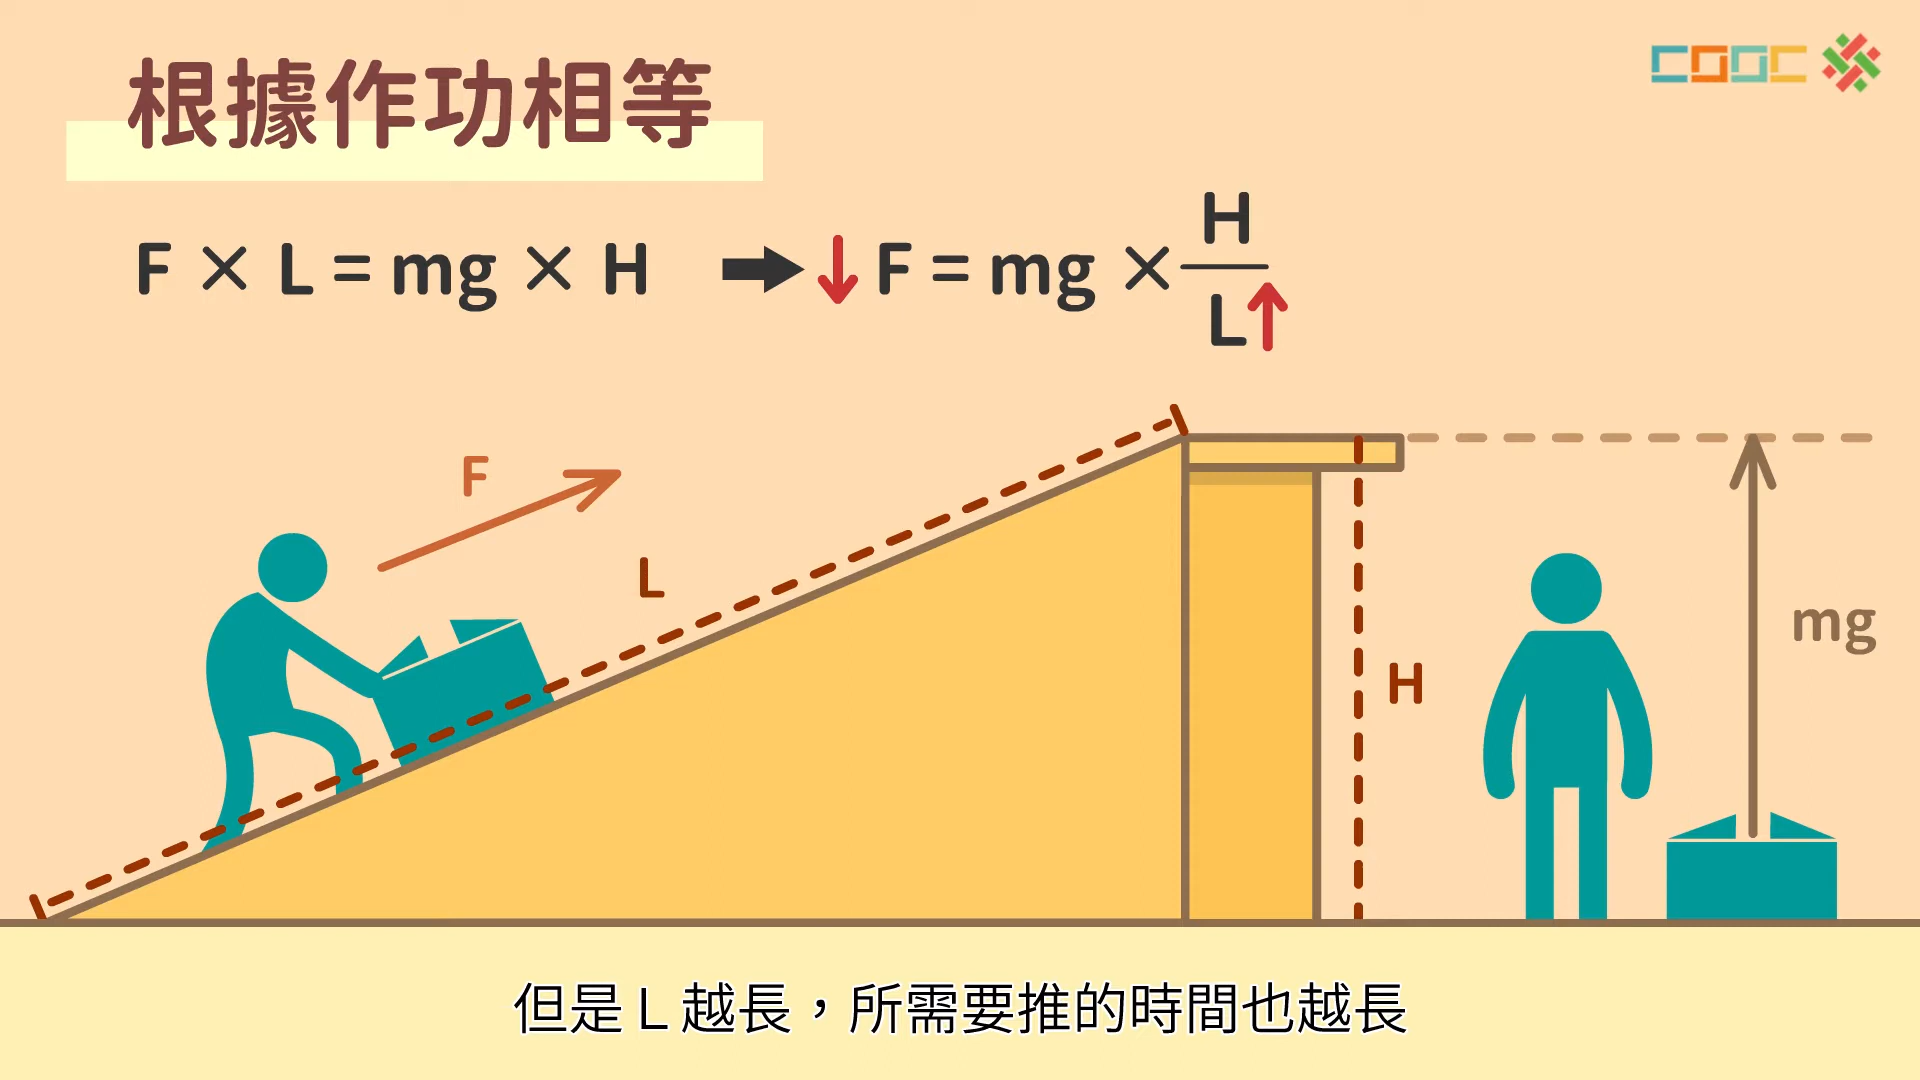 根據作功相等
COOC
F × L = mg × H ➡ ↓ F = mg × H/L ↑
F
L
H
mg
但是 L 越長，所需要推的時間也越長